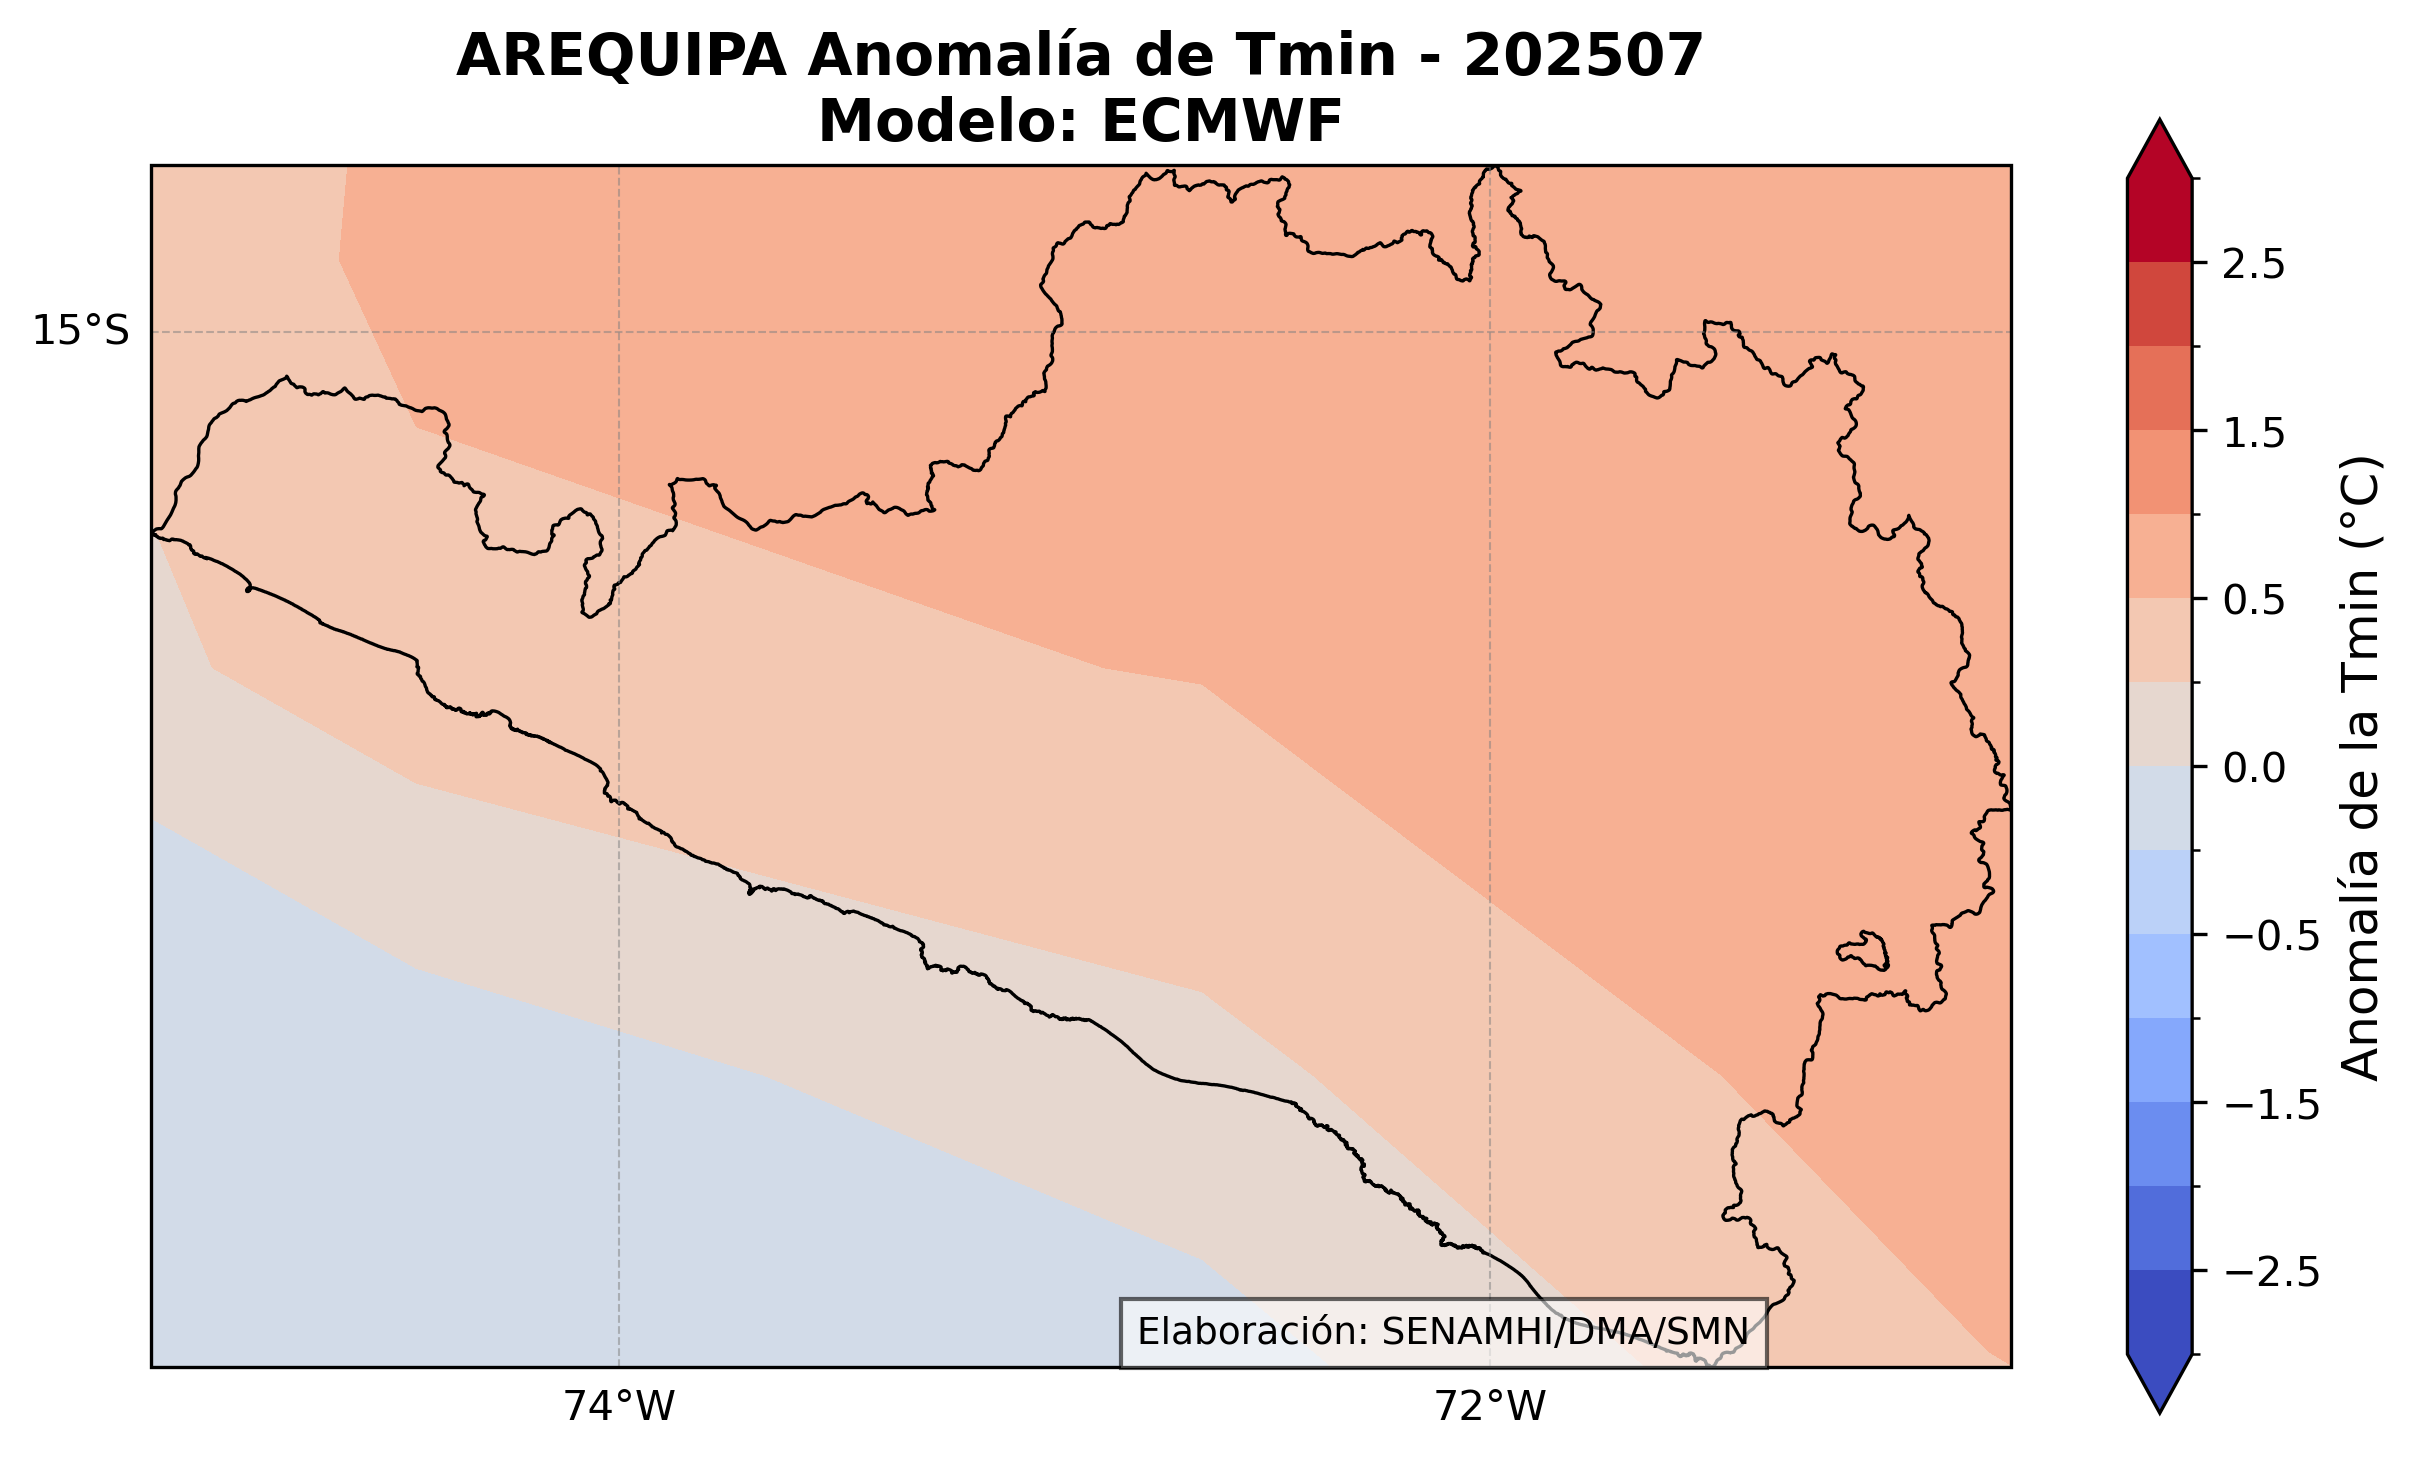 AREQUIPA Anomalía de Tmin - 202507
Modelo: ECMWF
15°S
74°W
72°W
2.5
1.5
0.5
0.0
−0.5
−1.5
−2.5
Anomalía de la Tmin (°C)
Elaboración: SENAMHI/DMA/SMN